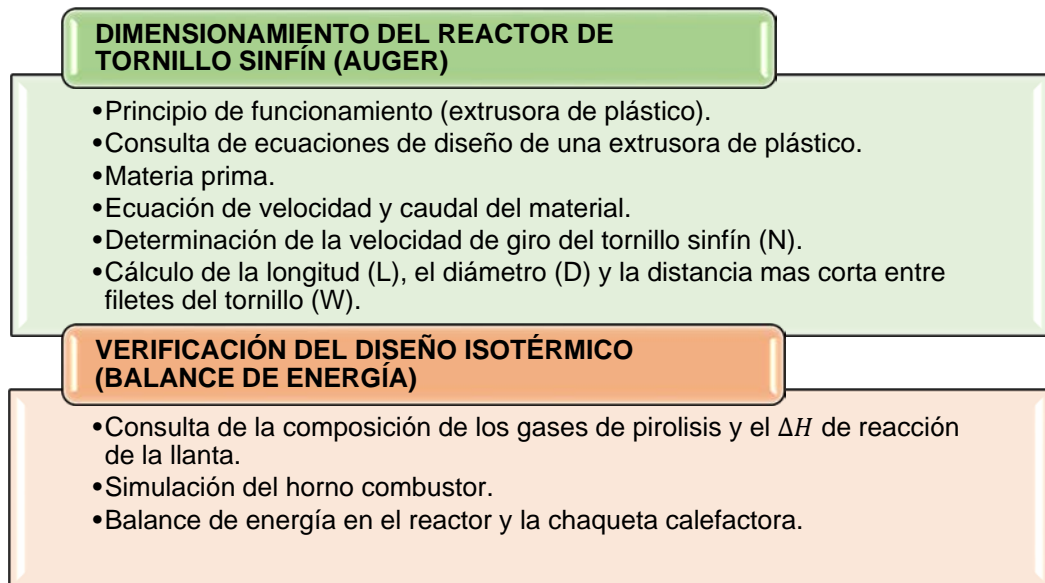 DIMENSIONAMIENTO DEL REACTOR DE
TORNILLO SINFÍN (AUGER)
•Principio de funcionamiento (extrusora de plástico).
•Consulta de ecuaciones de diseño de una extrusora de plástico.
•Materia prima.
•Ecuación de velocidad y caudal del material.
•Determinación de la velocidad de giro del tornillo sinfín (N).
•Cálculo de la longitud (L), el diámetro (D) y la distancia mas corta entre
filetes del tornillo (W).
VERIFICACIÓN DEL DISEÑO ISOTÉRMICO
(BALANCE DE ENERGÍA)
•Consulta de la composición de los gases de pirolisis y el Δ𝐻 de reacción
de la llanta.
•Simulación del horno combustor.
•Balance de energía en el reactor y la chaqueta calefactora.